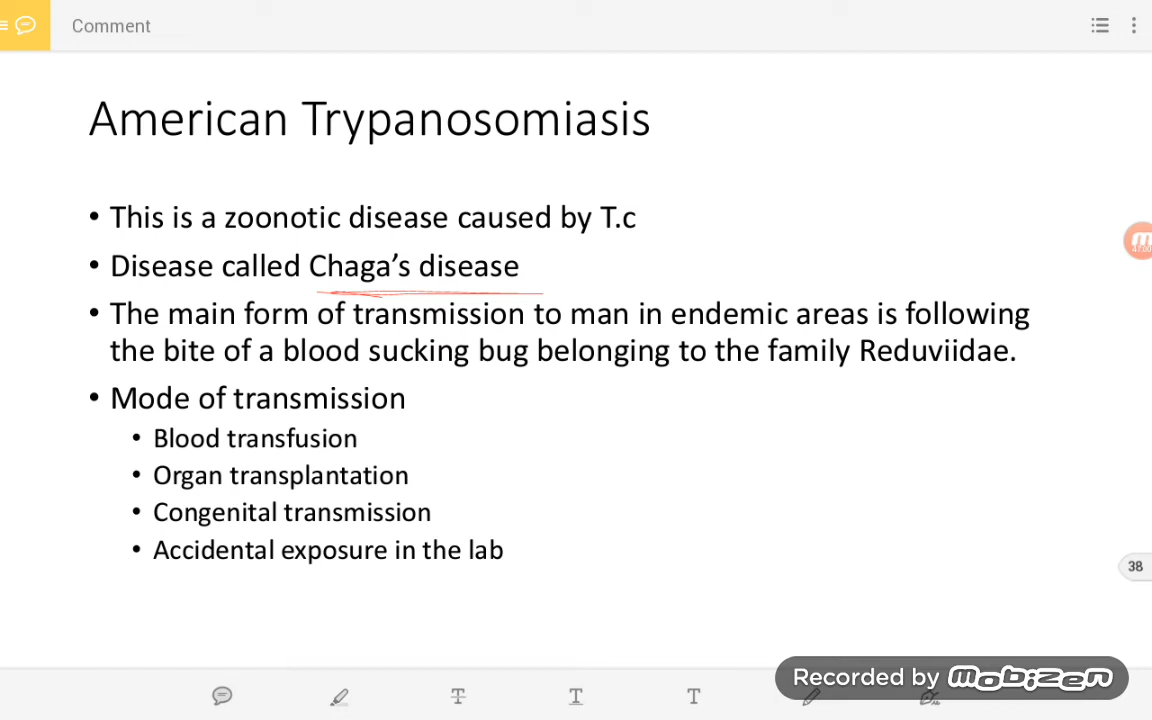 Comment
American Trypanosomiasis
• This is a zoonotic disease caused by T.c
• Disease called Chaga’s disease
• The main form of transmission to man in endemic areas is following
the bite of a blood sucking bug belonging to the family Reduviidae.
• Mode of transmission
• Blood transfusion
• Organ transplantation
• Congenital transmission
• Accidental exposure in the lab
38
Recorded by mobizen